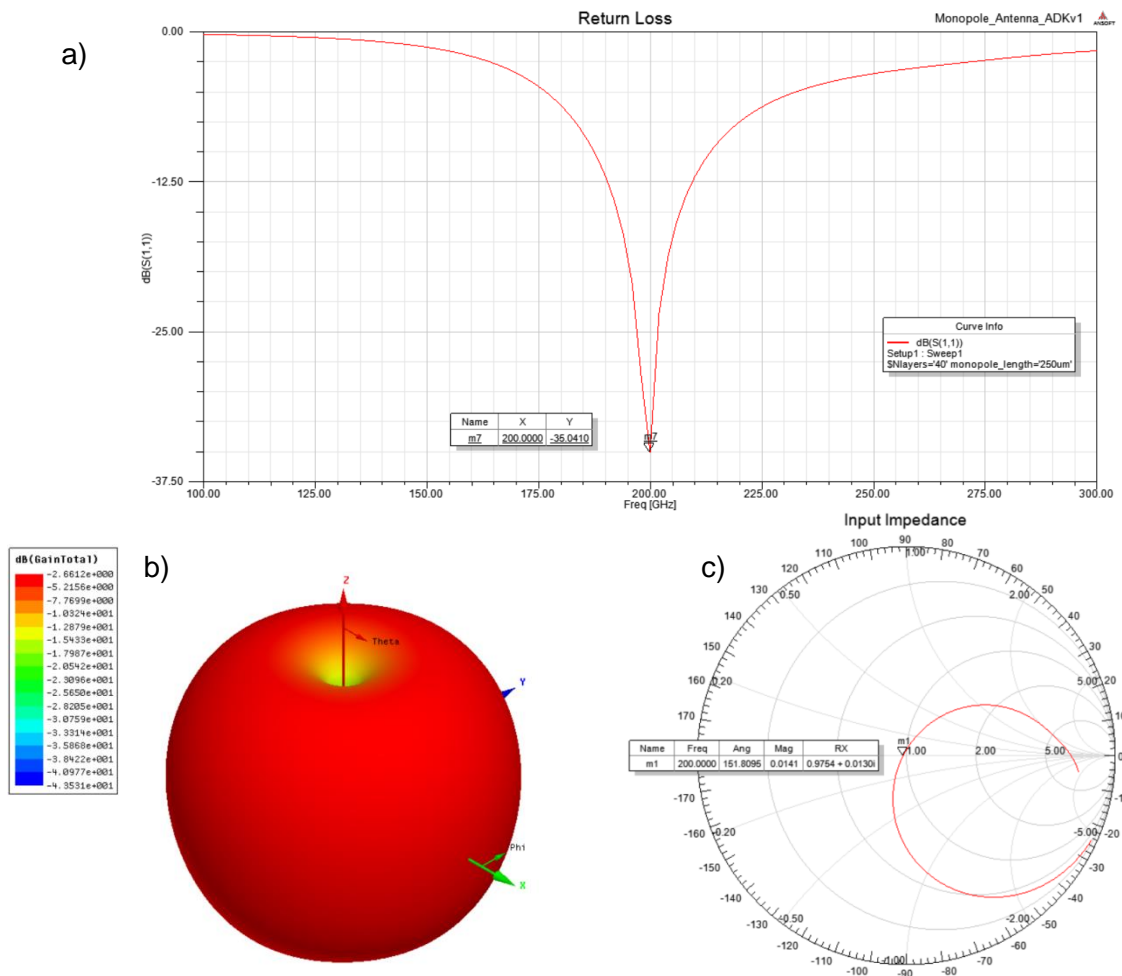 a)
Return Loss
Monopole_Antenna_ADKv1
ANSOFT
0.00
-12.50
-25.00
-37.50
dB(S(1,1))
100.00 125.00 150.00 175.00 200.00 225.00 250.00 275.00 300.00
Freq [GHz]
Curve Info
dB(S(1,1))
Setup1 : Sweep1
$Nlayers='40' monopole_length='250um'
Name X Y
m7 200.0000 -35.0410
m7
b)
dB(GainTotal)
-2.6612e+000
-5.2156e+000
-7.7699e+000
-1.0324e+001
-1.2879e+001
-1.5433e+001
-1.7987e+001
-2.0542e+001
-2.3096e+001
-2.5650e+001
-2.8205e+001
-3.0759e+001
-3.3314e+001
-3.5868e+001
-3.8422e+001
-4.0977e+001
-4.3531e+001
Z
Theta
Y
Phi
X
c)
Input Impedance
90
100 80
110 70
120 60
130 50
140 40
150 30
160 20
170 10
0
-170 -10
-160 -20
-150 -30
-140 -40
-130 -50
-120 -60
-110 -70
-100 -80
-90
1.00
0.50 2.00
0.20 5.00
1.00 2.00 5.00
-0.20 -5.00
-0.50 -2.00
-1.00
m1
Name Freq Ang Mag RX
m1 200.0000 151.8095 0.0141 0.9754 + 0.0130i